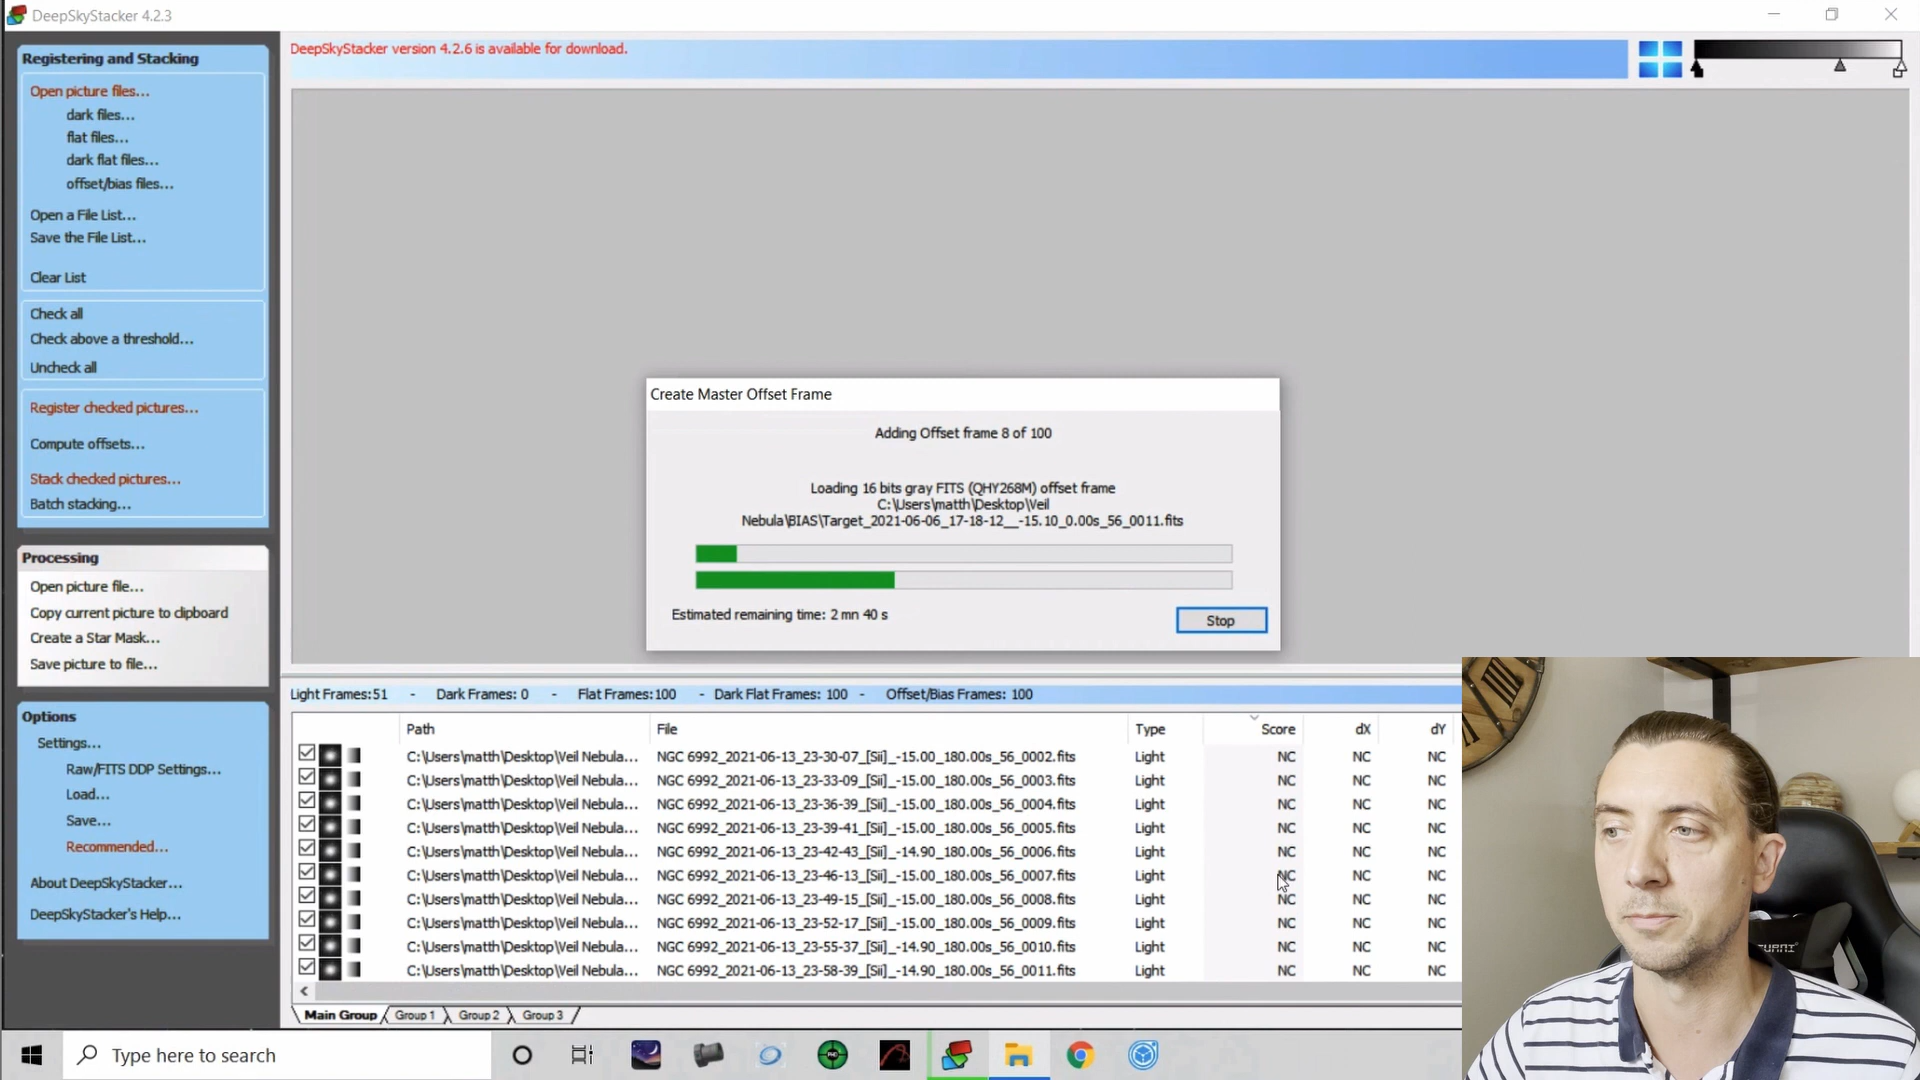 DeepSkyStacker 4.2.3
Registering and Stacking
Open picture files...
dark files...
flat files...
dark flat files...
offset/bias files...
Open a File List...
Save the File List...
Clear List
Check all
Check above a threshold...
Uncheck all
Register checked pictures...
Compute offsets...
Stack checked pictures...
Batch stacking...
Processing
Open picture file...
Copy current picture to clipboard
Create a Star Mask...
Save picture to file...
Options
Settings...
Raw/FITS DDP Settings...
Load...
Save...
Recommended...
About DeepSkyStacker...
DeepSkyStacker's Help...
DeepSkyStacker version 4.2.6 is available for download.
Create Master Offset Frame
Adding Offset frame 8 of 100
Loading 16 bits gray FITS (QHY268M) offset frame
C:\Users\matth\Desktop\Veil
Nebula\BIAS\Target_2021-06-06_17-18-12__-15.10_0.00s_56_0011.fits
Estimated remaining time: 2 mn 40 s
Stop
Light Frames:51 - Dark Frames: 0 - Flat Frames:100 - Dark Flat Frames: 100 - Offset/Bias Frames: 100
Path File Type Score dX dY
C:\Users\matth\Desktop\Veil Nebula... NGC 6992_2021-06-13_23-30-07_[Sii]_-15.00_180.00s_56_0002.fits Light NC NC NC
C:\Users\matth\Desktop\Veil Nebula... NGC 6992_2021-06-13_23-33-09_[Sii]_-15.00_180.00s_56_0003.fits Light NC NC NC
C:\Users\matth\Desktop\Veil Nebula... NGC 6992_2021-06-13_23-36-39_[Sii]_-15.00_180.00s_56_0004.fits Light NC NC NC
C:\Users\matth\Desktop\Veil Nebula... NGC 6992_2021-06-13_23-39-41_[Sii]_-15.00_180.00s_56_0005.fits Light NC NC NC
C:\Users\matth\Desktop\Veil Nebula... NGC 6992_2021-06-13_23-42-43_[Sii]_-14.90_180.00s_56_0006.fits Light NC NC NC
C:\Users\matth\Desktop\Veil Nebula... NGC 6992_2021-06-13_23-46-13_[Sii]_-15.00_180.00s_56_0007.fits Light NC NC NC
C:\Users\matth\Desktop\Veil Nebula... NGC 6992_2021-06-13_23-49-15_[Sii]_-15.00_180.00s_56_0008.fits Light NC NC NC
C:\Users\matth\Desktop\Veil Nebula... NGC 6992_2021-06-13_23-52-17_[Sii]_-15.00_180.00s_56_0009.fits Light NC NC NC
C:\Users\matth\Desktop\Veil Nebula... NGC 6992_2021-06-13_23-55-37_[Sii]_-14.90_180.00s_56_0010.fits Light NC NC NC
C:\Users\matth\Desktop\Veil Nebula... NGC 6992_2021-06-13_23-58-39_[Sii]_-14.90_180.00s_56_0011.fits Light NC NC NC
Main Group Group 1 Group 2 Group 3
Type here to search